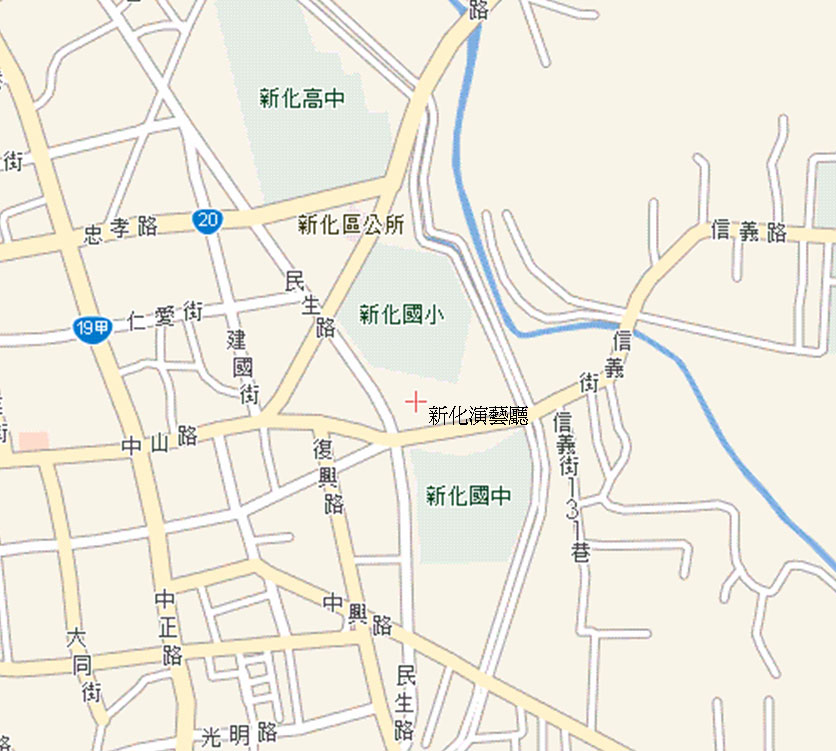 路
新化高中
街
20
忠孝路
新化區公所
信義路
民生路
新化國小
仁愛街
19甲
建國街
信義街
新化演藝廳
中山路
街
復興路
信義街131巷
新化國中
中興路
中正路
大同街
民生路
光明路
路